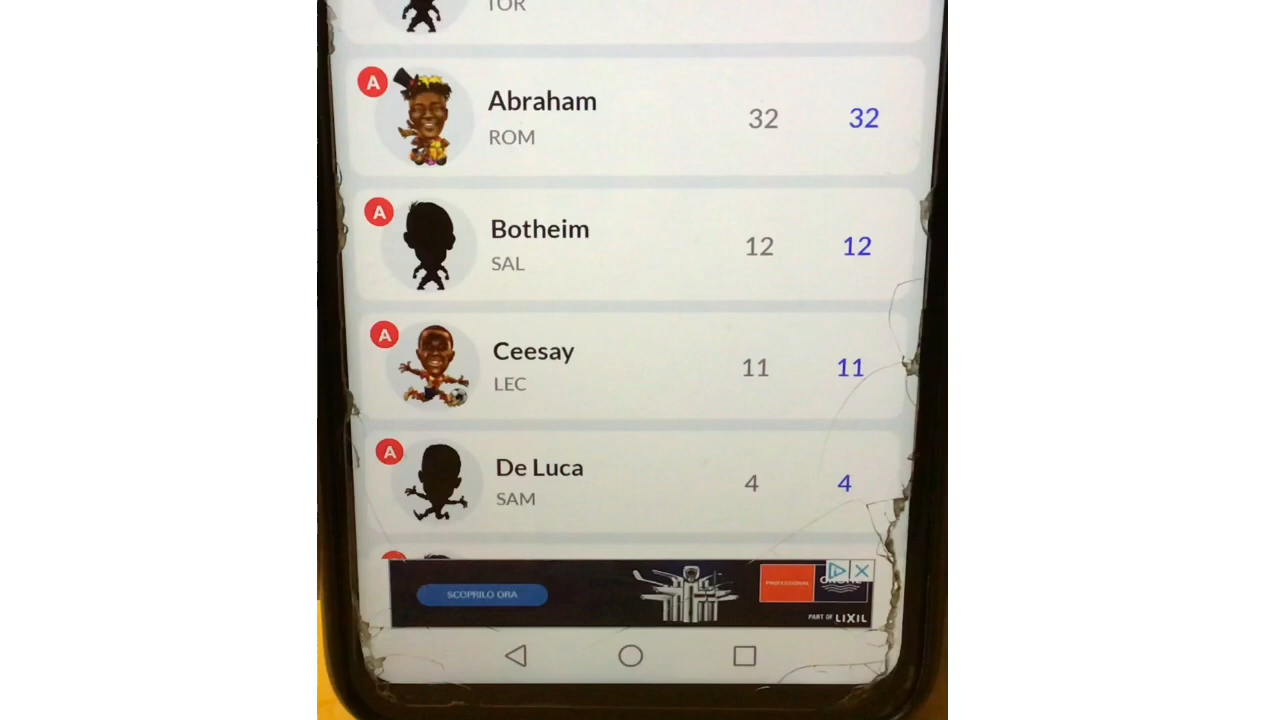 TOR
A
Abraham
ROM
32
32
A
Botheim
SAL
12
12
A
Ceesay
LEC
11
11
A
De Luca
SAM
4
4
SCOPRILO ORA
PROFESSIONAL
PART OF LIXIL